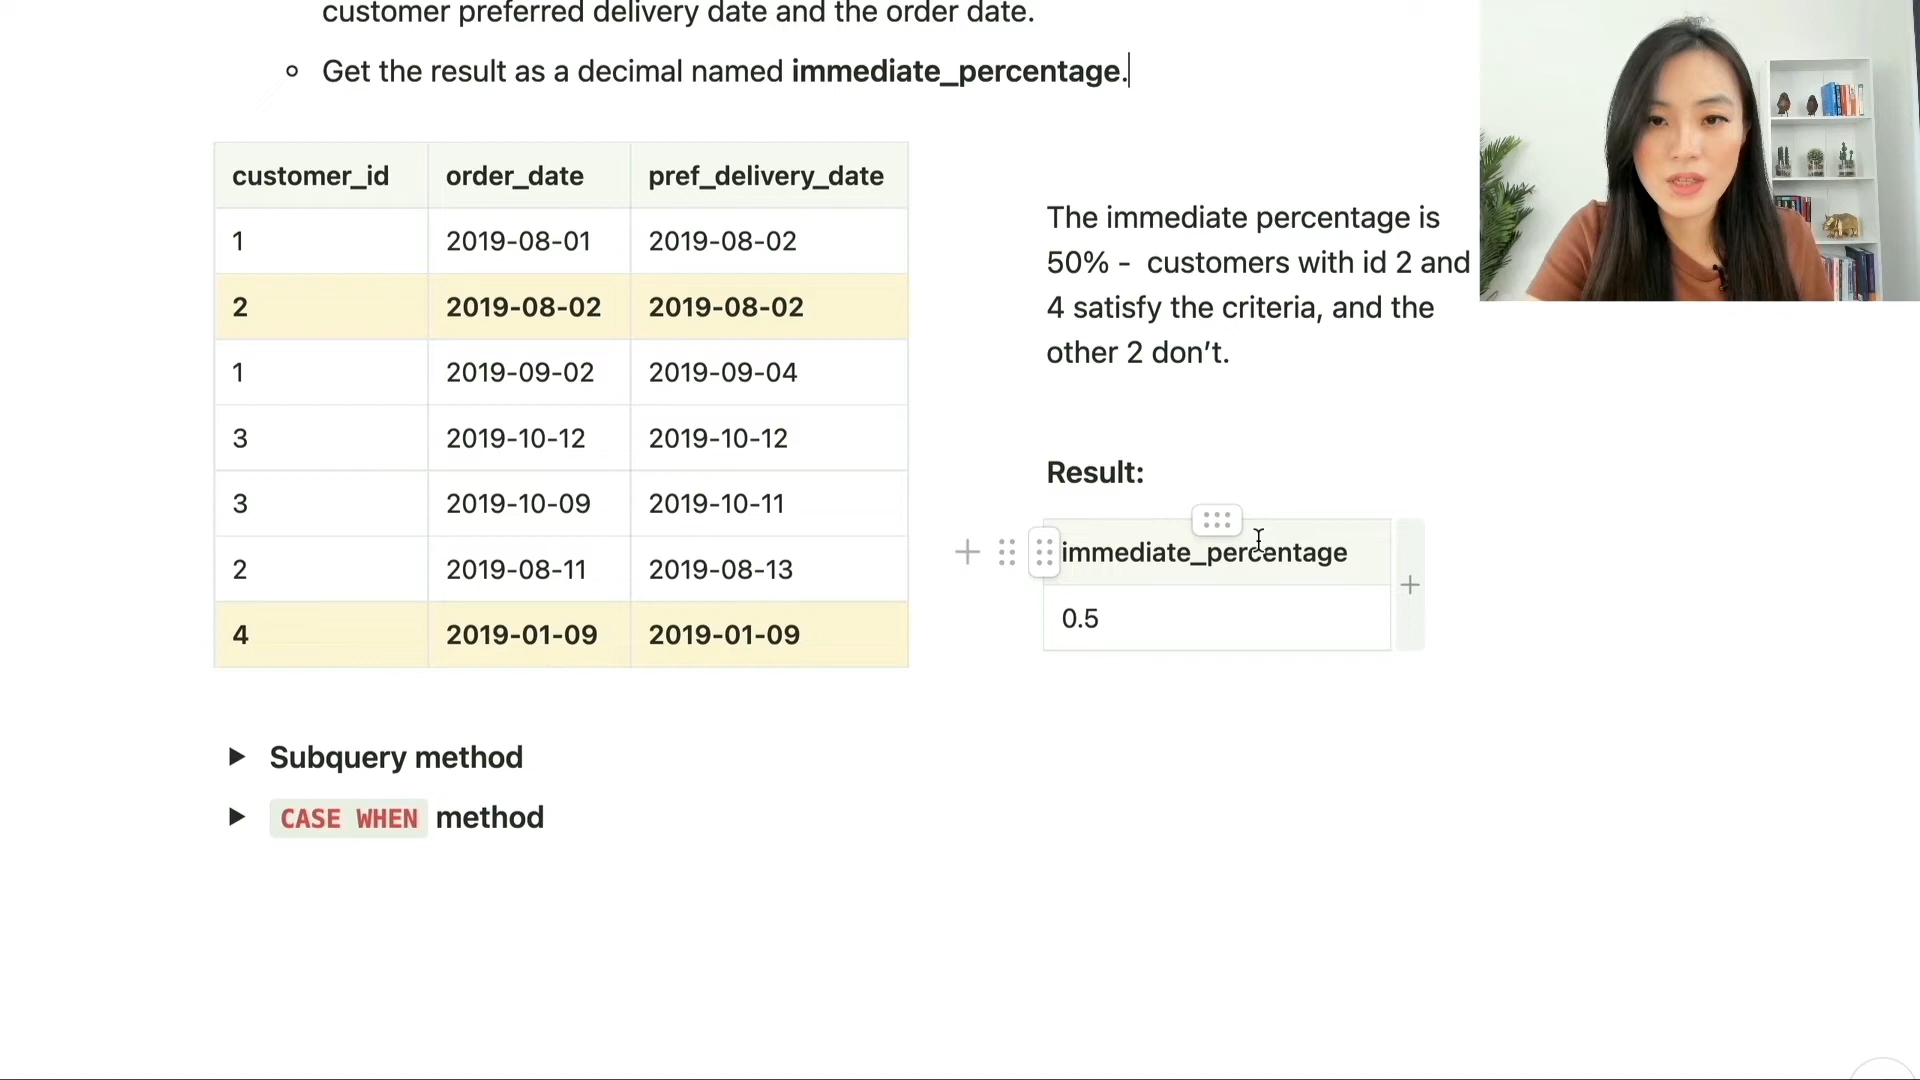 customer preferred delivery date and the order date.
Get the result as a decimal named immediate_percentage.
customer_id order_date pref_delivery_date
1 2019-08-01 2019-08-02
2 2019-08-02 2019-08-02
1 2019-09-02 2019-09-04
3 2019-10-12 2019-10-12
3 2019-10-09 2019-10-11
2 2019-08-11 2019-08-13
4 2019-01-09 2019-01-09
The immediate percentage is
50% - customers with id 2 and
4 satisfy the criteria, and the
other 2 don’t.
Result:
immediate_percentage
0.5
Subquery method
CASE WHEN method